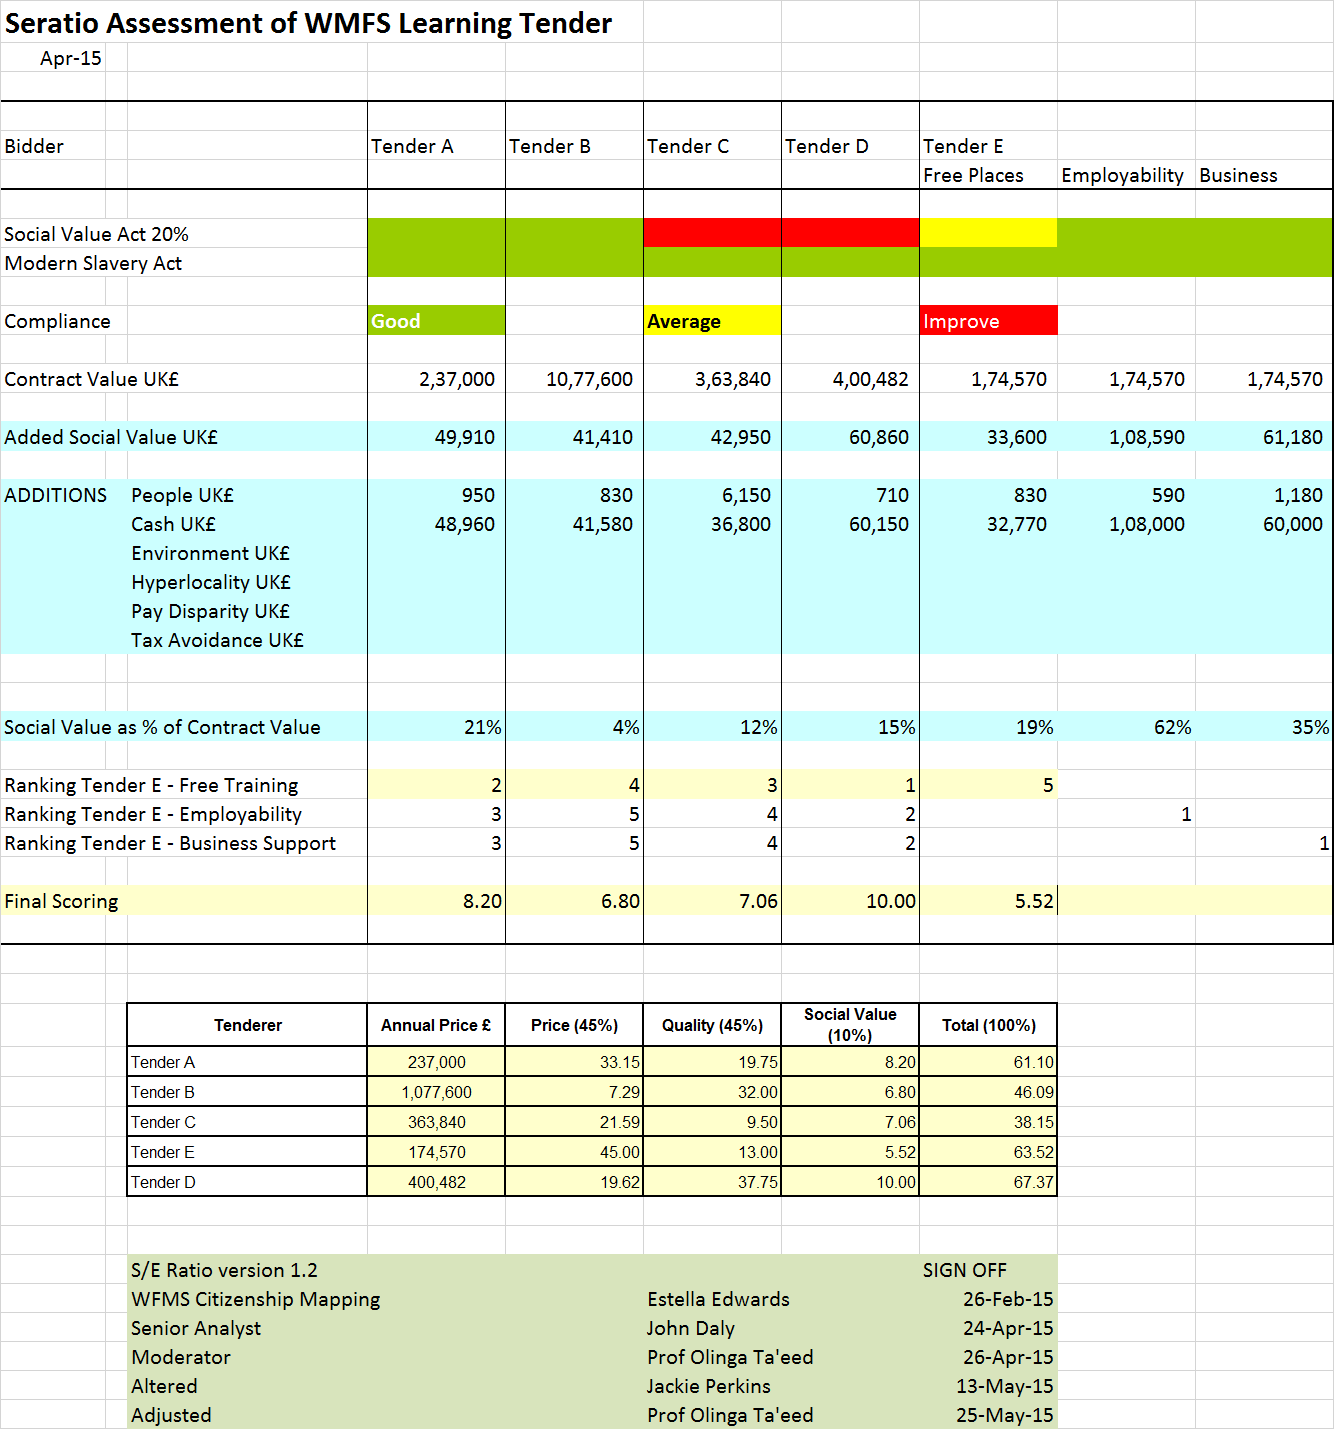 Seratio Assessment of WMFS Learning Tender
Apr-15
Bidder Tender A Tender B Tender C Tender D Tender E
Free Places Employability Business
Social Value Act 20%
Modern Slavery Act
Compliance Good Average Improve
Contract Value UK£ 2,37,000 10,77,600 3,63,840 4,00,482 1,74,570 1,74,570 1,74,570
Added Social Value UK£ 49,910 41,410 42,950 60,860 33,600 1,08,590 61,180
ADDITIONS People UK£ 950 830 6,150 710 830 590 1,180
Cash UK£ 48,960 41,580 36,800 60,150 32,770 1,08,000 60,000
Environment UK£
Hyperlocality UK£
Pay Disparity UK£
Tax Avoidance UK£
Social Value as % of Contract Value 21% 4% 12% 15% 19% 62% 35%
Ranking Tender E - Free Training 2 4 3 1 5
Ranking Tender E - Employability 3 5 4 2 1
Ranking Tender E - Business Support 3 5 4 2 1
Final Scoring 8.20 6.80 7.06 10.00 5.52
Tenderer Annual Price £ Price (45%) Quality (45%) Social Value (10%) Total (100%)
Tender A 237,000 33.15 19.75 8.20 61.10
Tender B 1,077,600 7.29 32.00 6.80 46.09
Tender C 363,840 21.59 9.50 7.06 38.15
Tender E 174,570 45.00 13.00 5.52 63.52
Tender D 400,482 19.62 37.75 10.00 67.37
S/E Ratio version 1.2 SIGN OFF
WFMS Citizenship Mapping Estella Edwards 26-Feb-15
Senior Analyst John Daly 24-Apr-15
Moderator Prof Olinga Ta'eed 26-Apr-15
Altered Jackie Perkins 13-May-15
Adjusted Prof Olinga Ta'eed 25-May-15